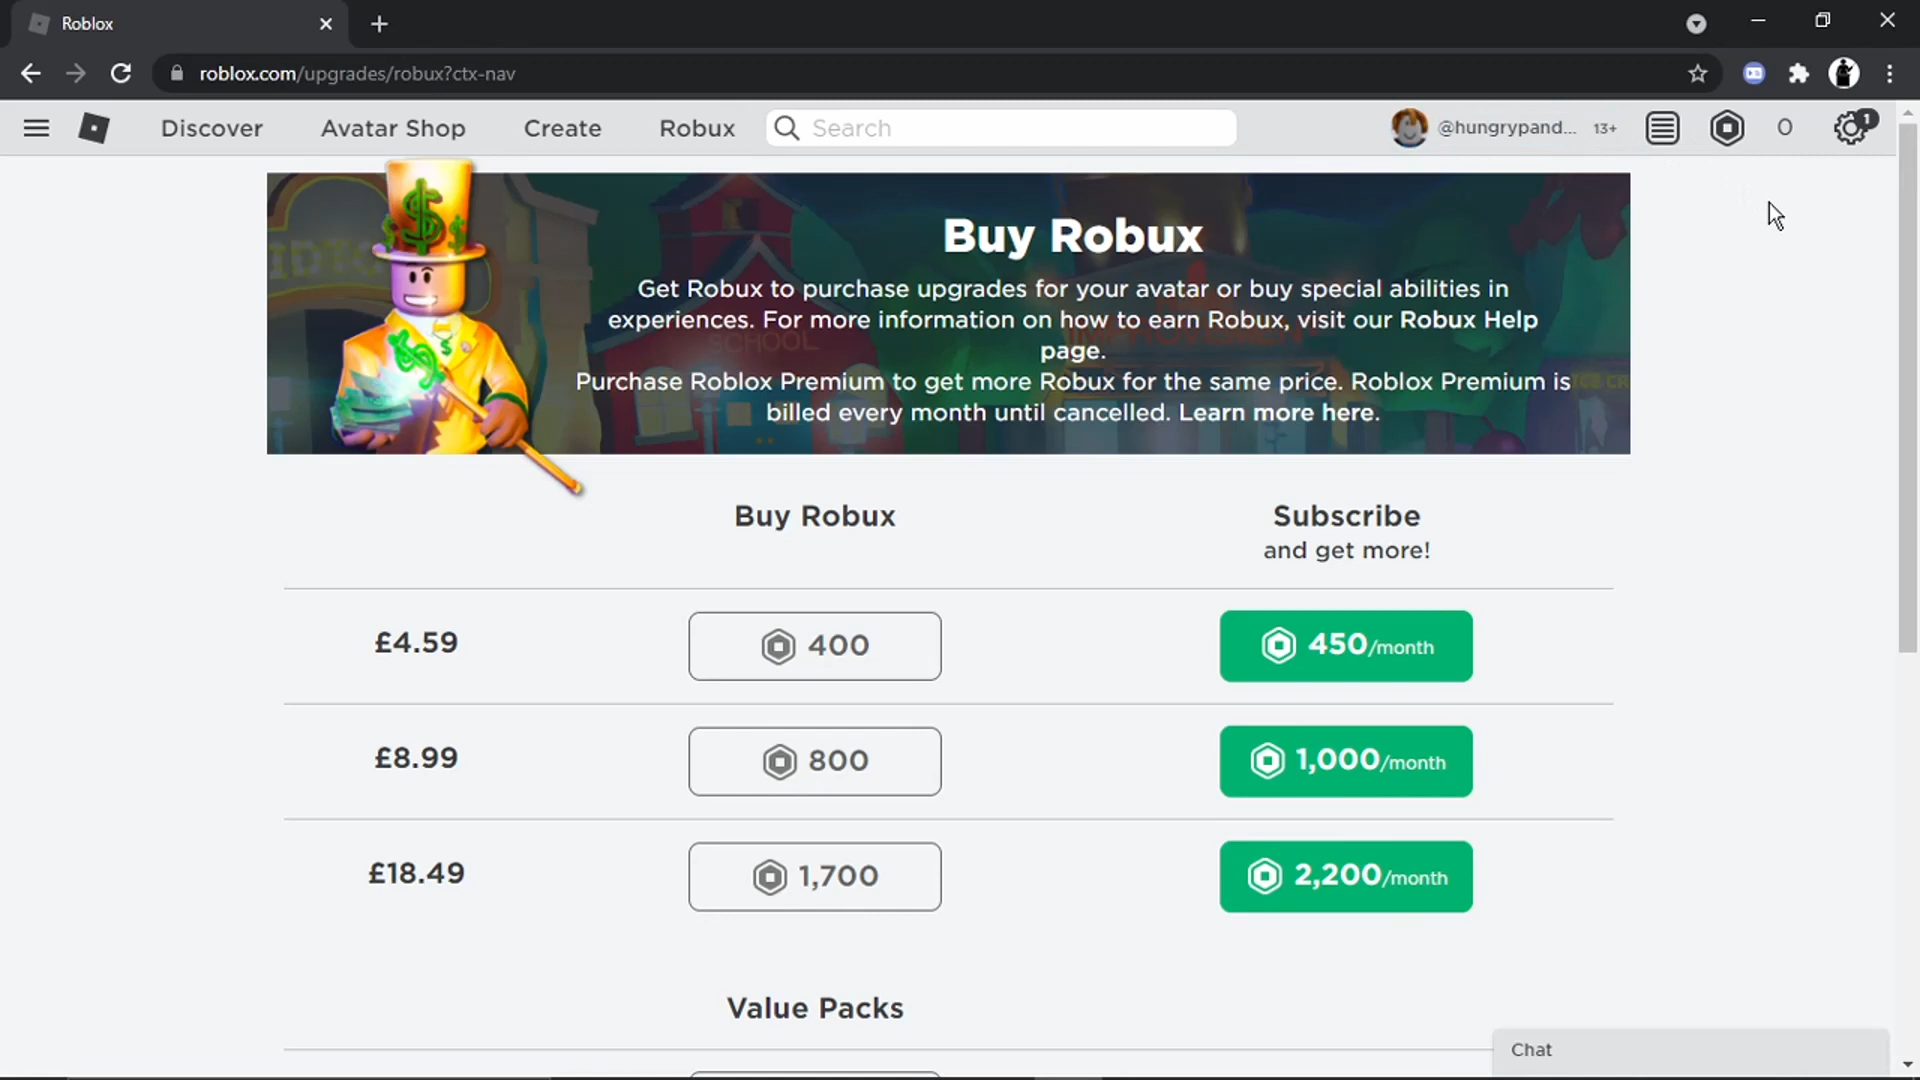 Roblox
roblox.com/upgrades/robux?ctx-nav
Discover
Avatar Shop
Create
Robux
Search
@hungrypand... 13+
0
1
Buy Robux
Get Robux to purchase upgrades for your avatar or buy special abilities in
experiences. For more information on how to earn Robux, visit our Robux Help
page.
Purchase Roblox Premium to get more Robux for the same price. Roblox Premium is
billed every month until cancelled. Learn more here.
SCHOOL
Buy Robux
Subscribe
and get more!
£4.59
400
450/month
£8.99
800
1,000/month
£18.49
1,700
2,200/month
Value Packs
Chat